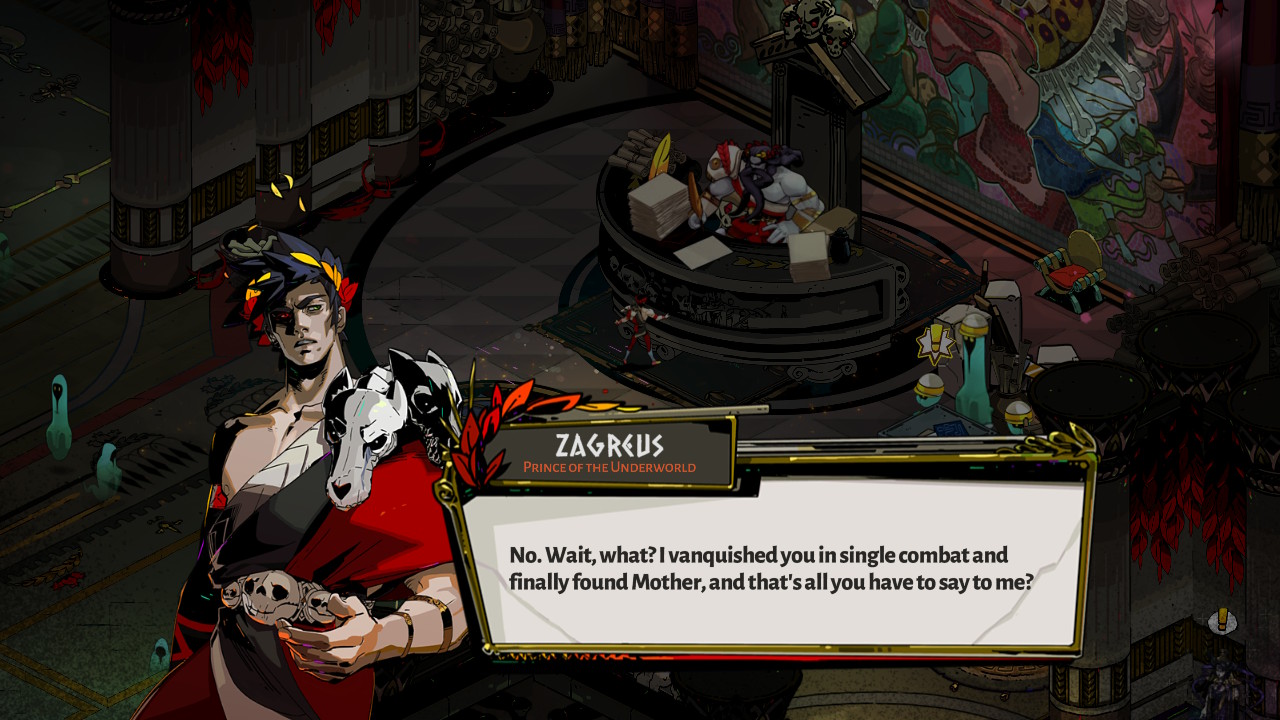 ZAGREUS
PRINCE OF THE UNDERWORLD
No. Wait, what? I vanquished you in single combat and
finally found Mother, and that's all you have to say to me?